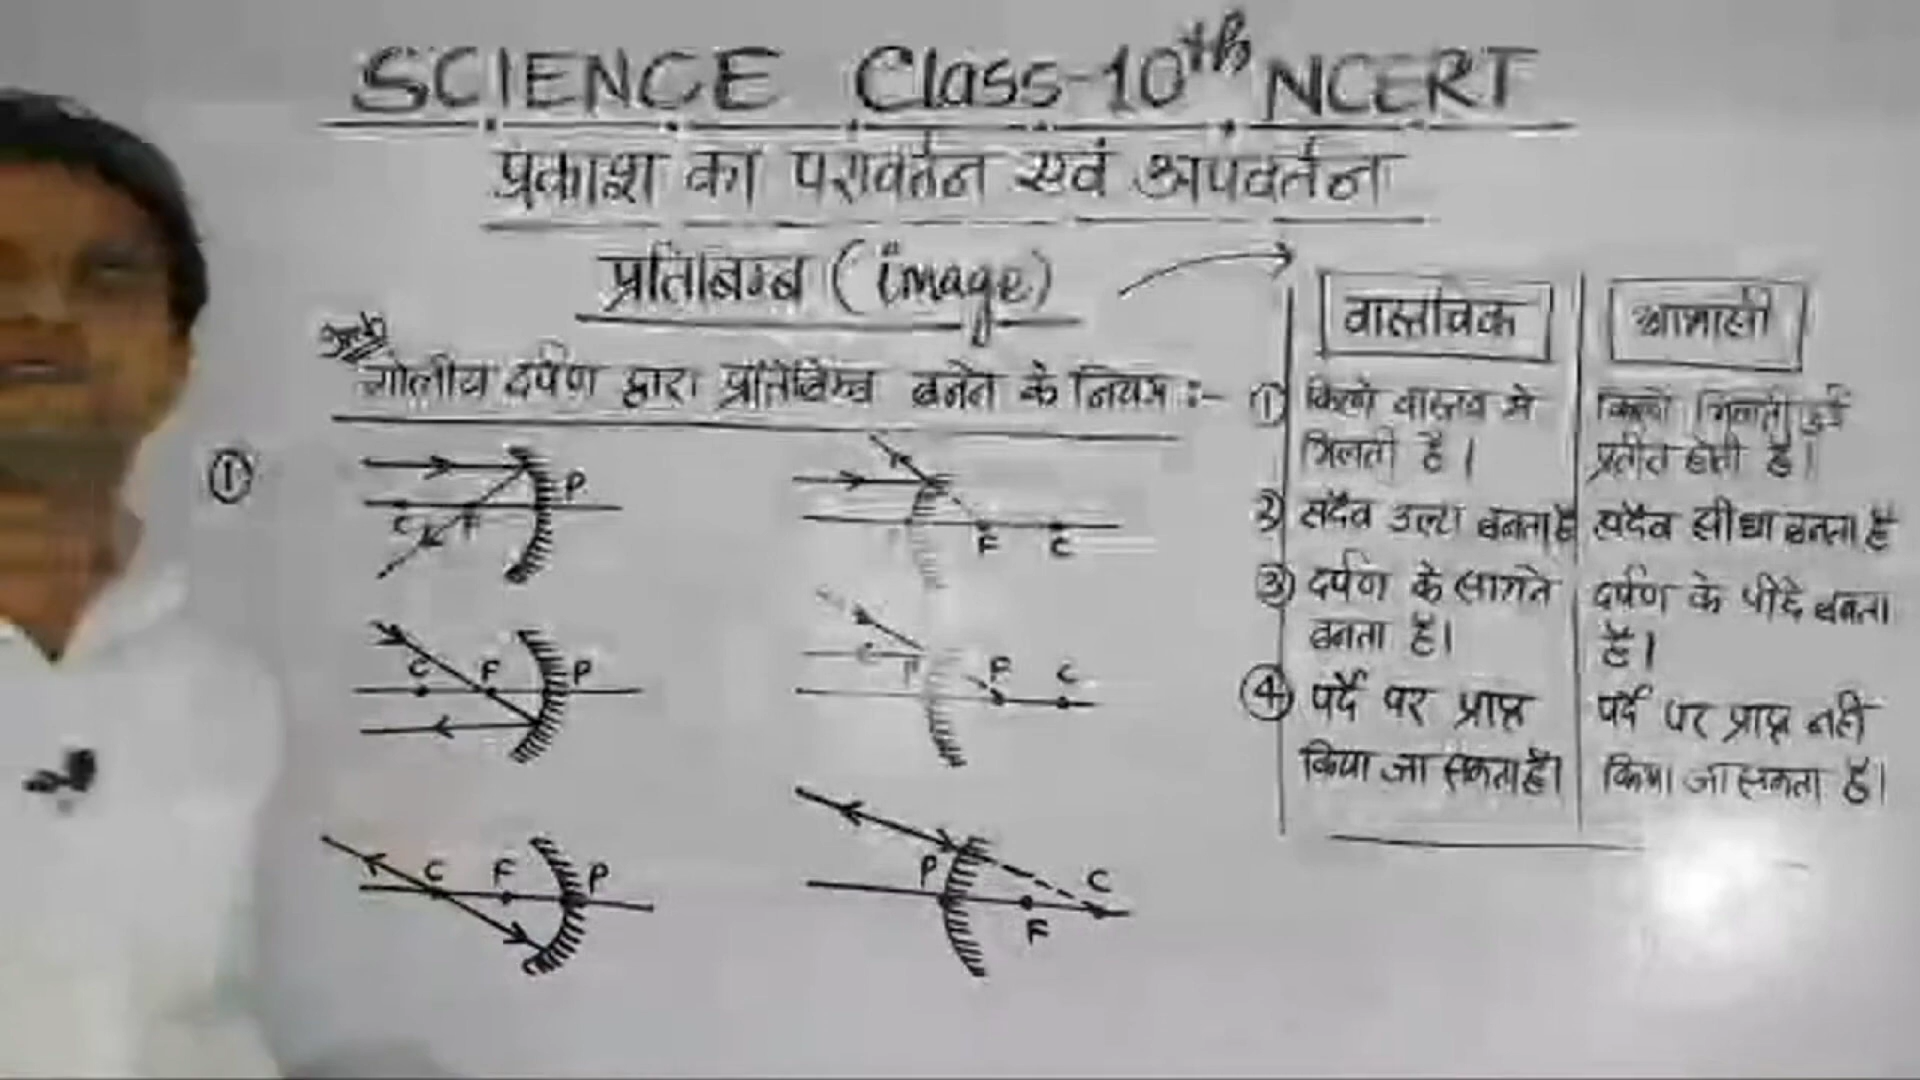 SCIENCE Class-10th NCERT
प्रकाश का परावर्तन एवं अपवर्तन
प्रतिबिम्ब (image)
गोलीय दर्पण द्वारा प्रतिबिम्ब बनने के नियम :-
①
P
C F
F C
C F P
P F C
C F P
P C
F
वास्तविक
① किरणें वास्तव मे
मिलती है।
② सदैव उल्टा बनता है
③ दर्पण के सामने
बनता है।
④ पर्दे पर प्राप्त
किया जा सकता है।
आभासी
किरणें मिलती हुई
प्रतीत होती है।
सदैव सीधा बनता है
दर्पण के पीछे बनता
है।
पर्दे पर प्राप्त नही
किया जा सकता है।